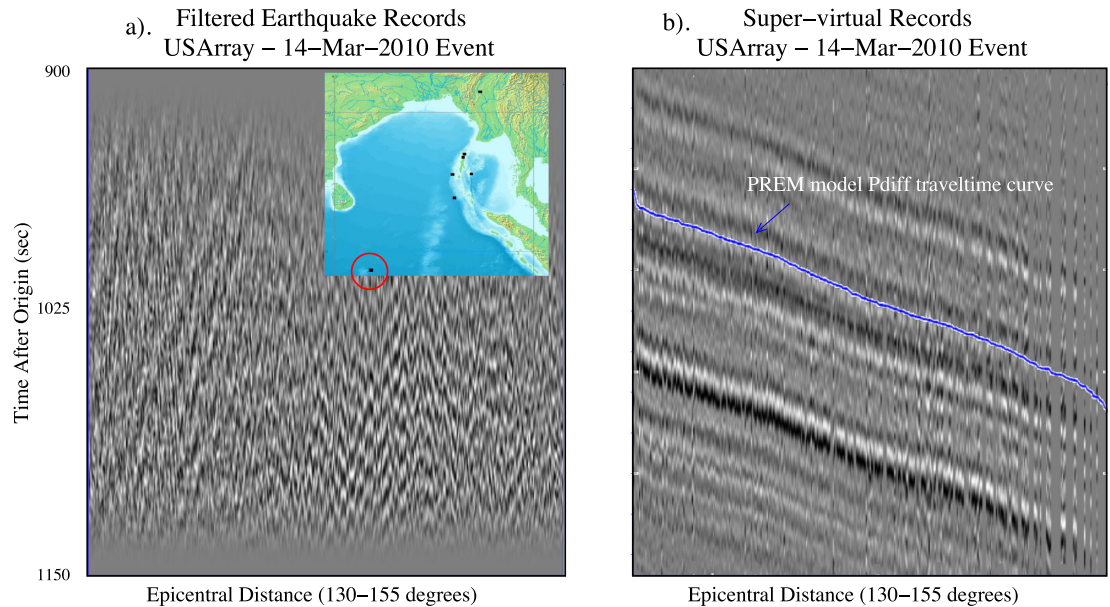 a).
Filtered Earthquake Records
USArray − 14−Mar−2010 Event
900
1025
1150
Time After Origin (sec)
Epicentral Distance (130−155 degrees)
b).
Super−virtual Records
USArray − 14−Mar−2010 Event
PREM model Pdiff traveltime curve
Epicentral Distance (130−155 degrees)